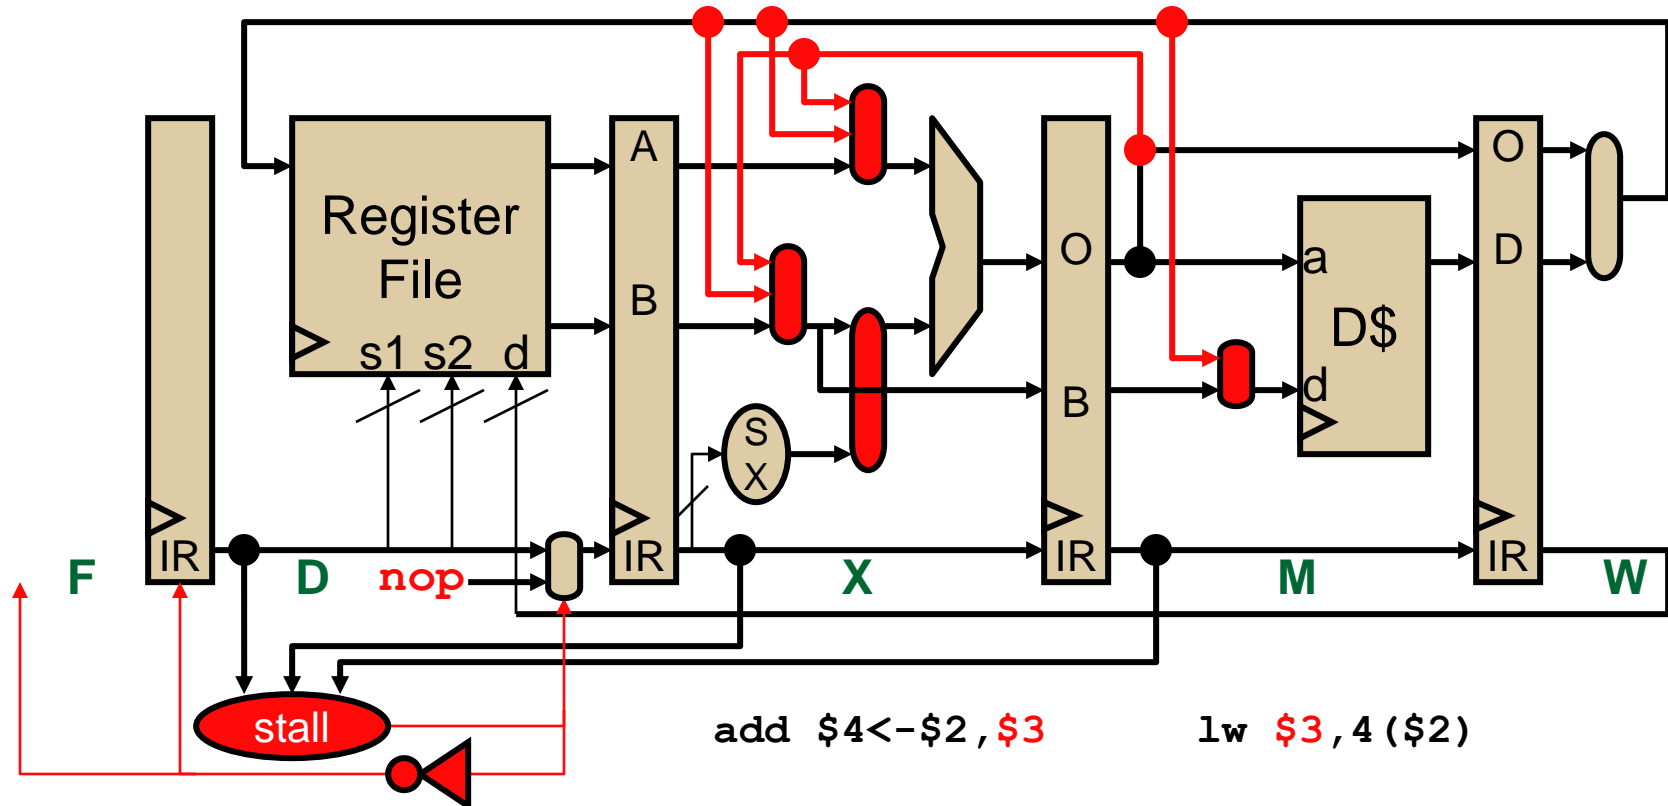 A
O
Register
File
O
D
a
B
D$
s1 s2 d
d
B
S
X
IR
IR
IR
IR
F
D
nop
X
M
W
stall
add $4<-$2,$3
lw $3,4($2)